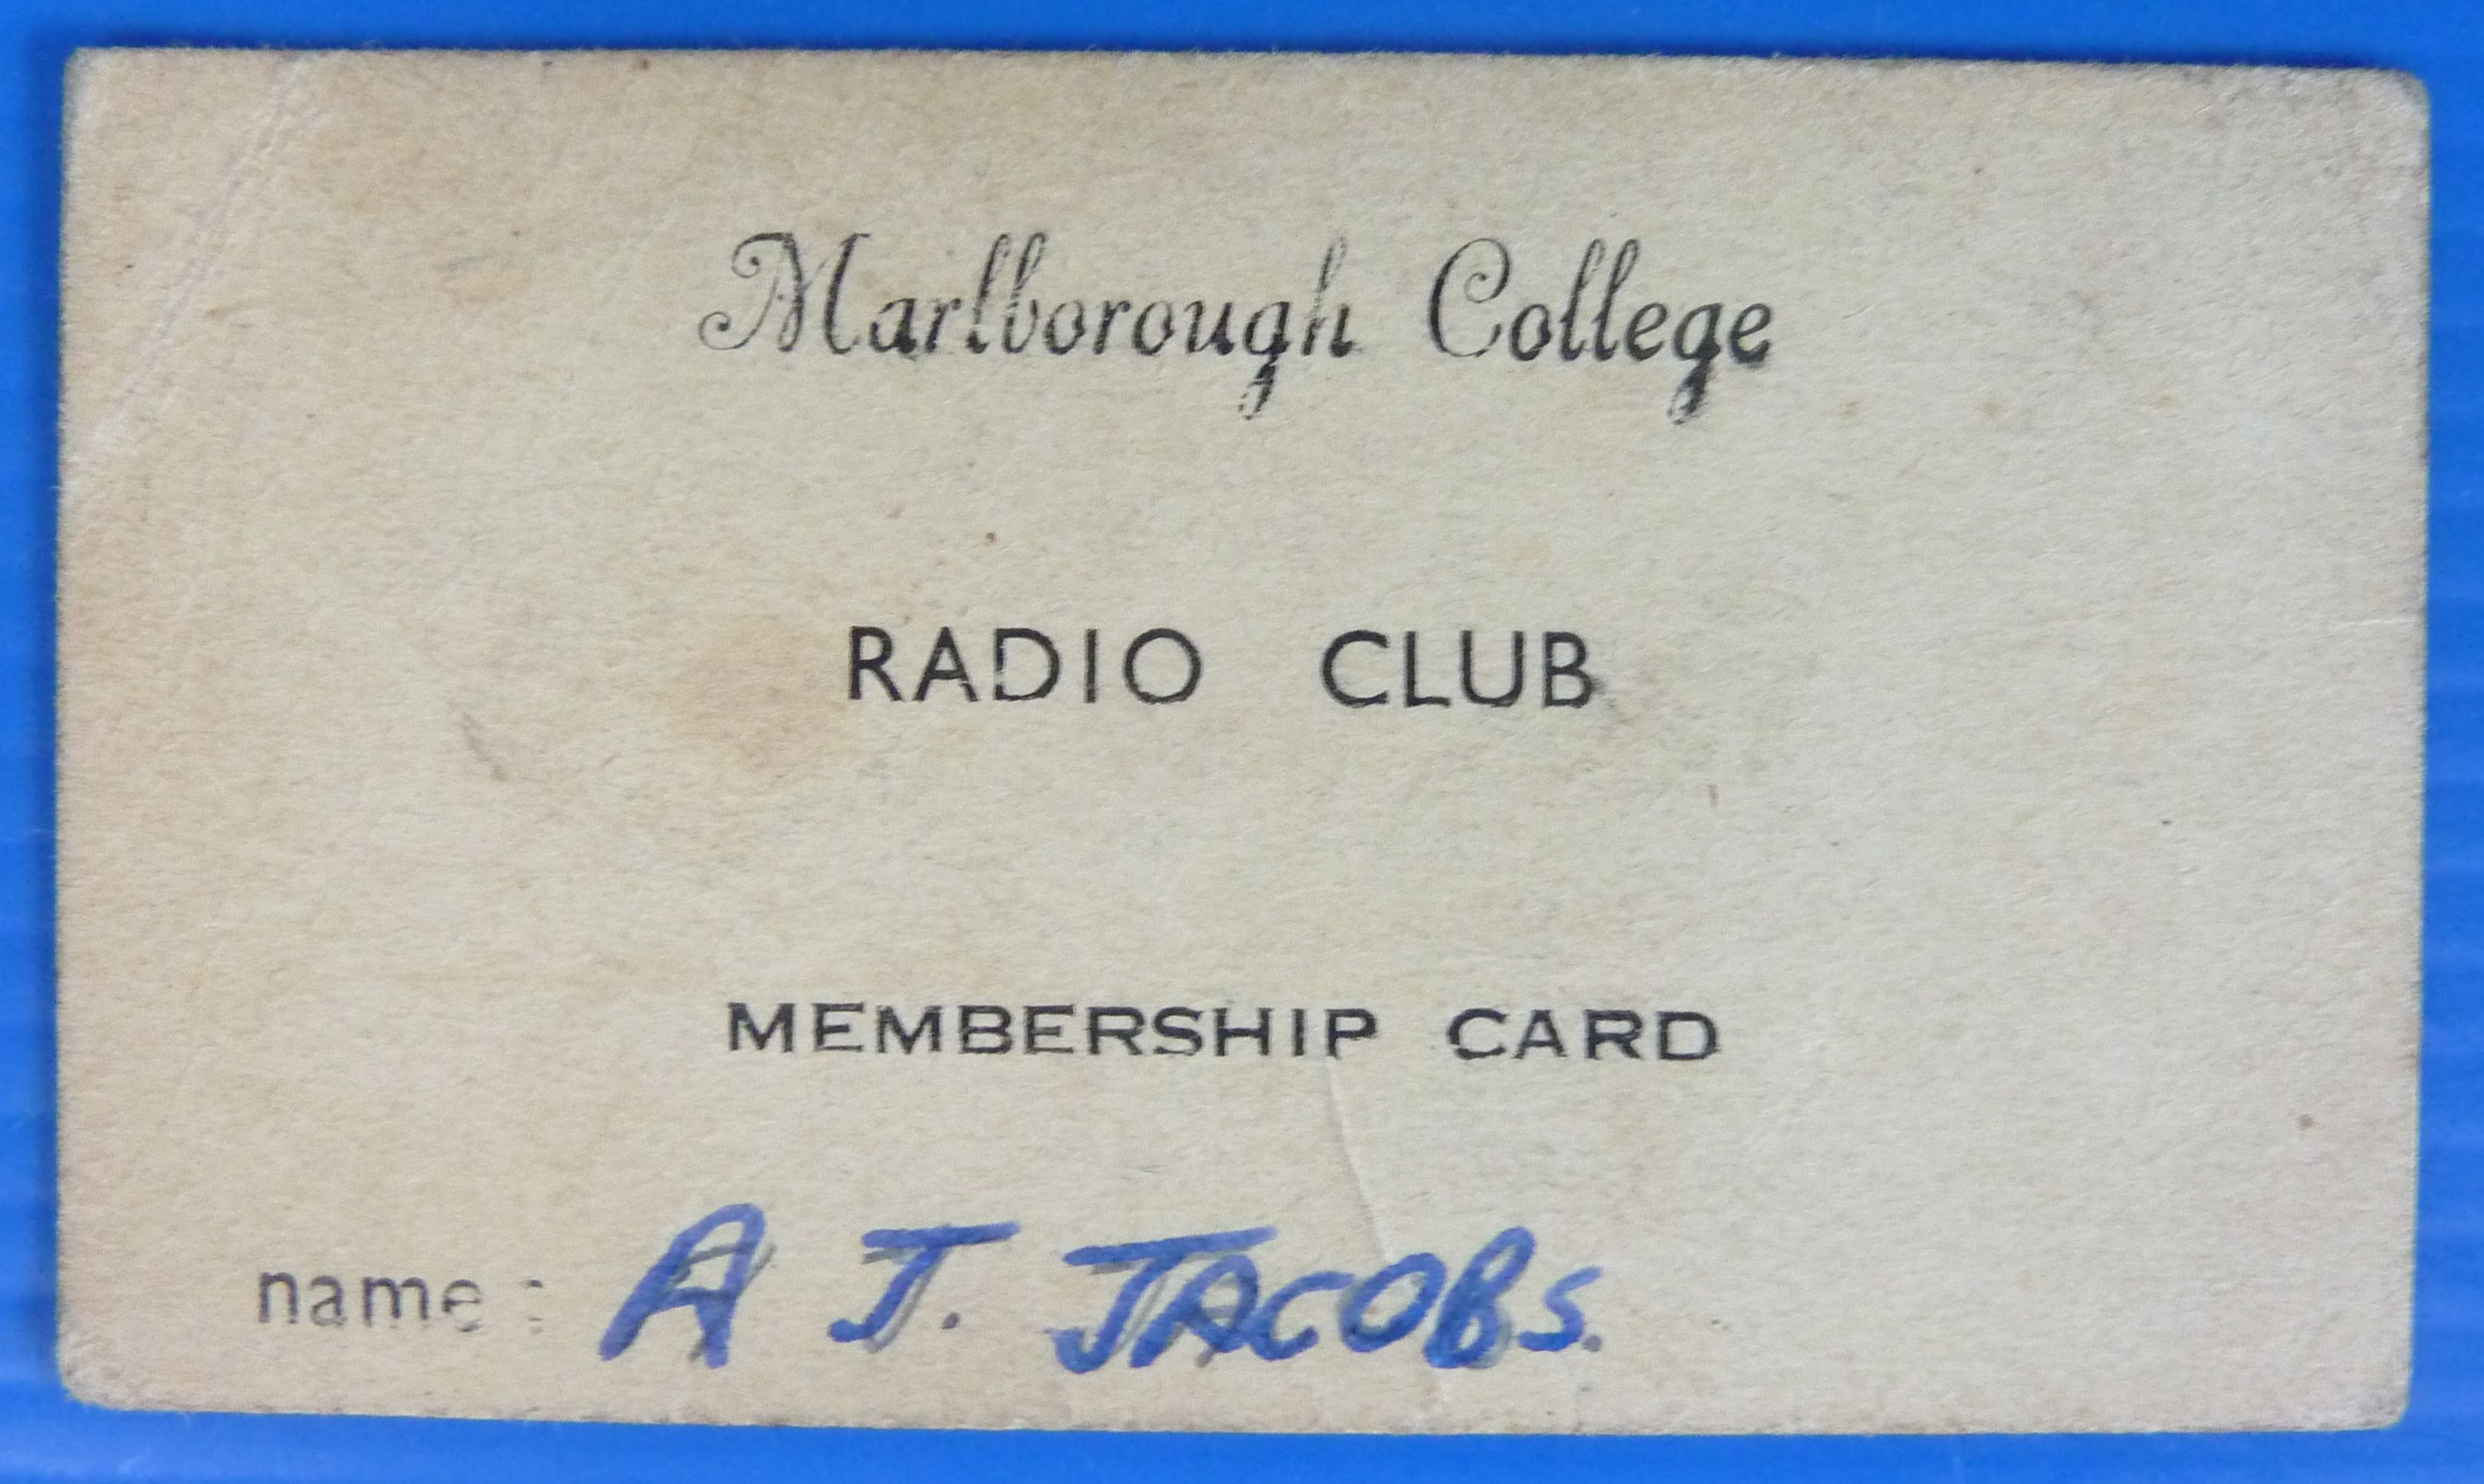 Marlborough College
RADIO CLUB
MEMBERSHIP CARD
name : A J. JACOBS.